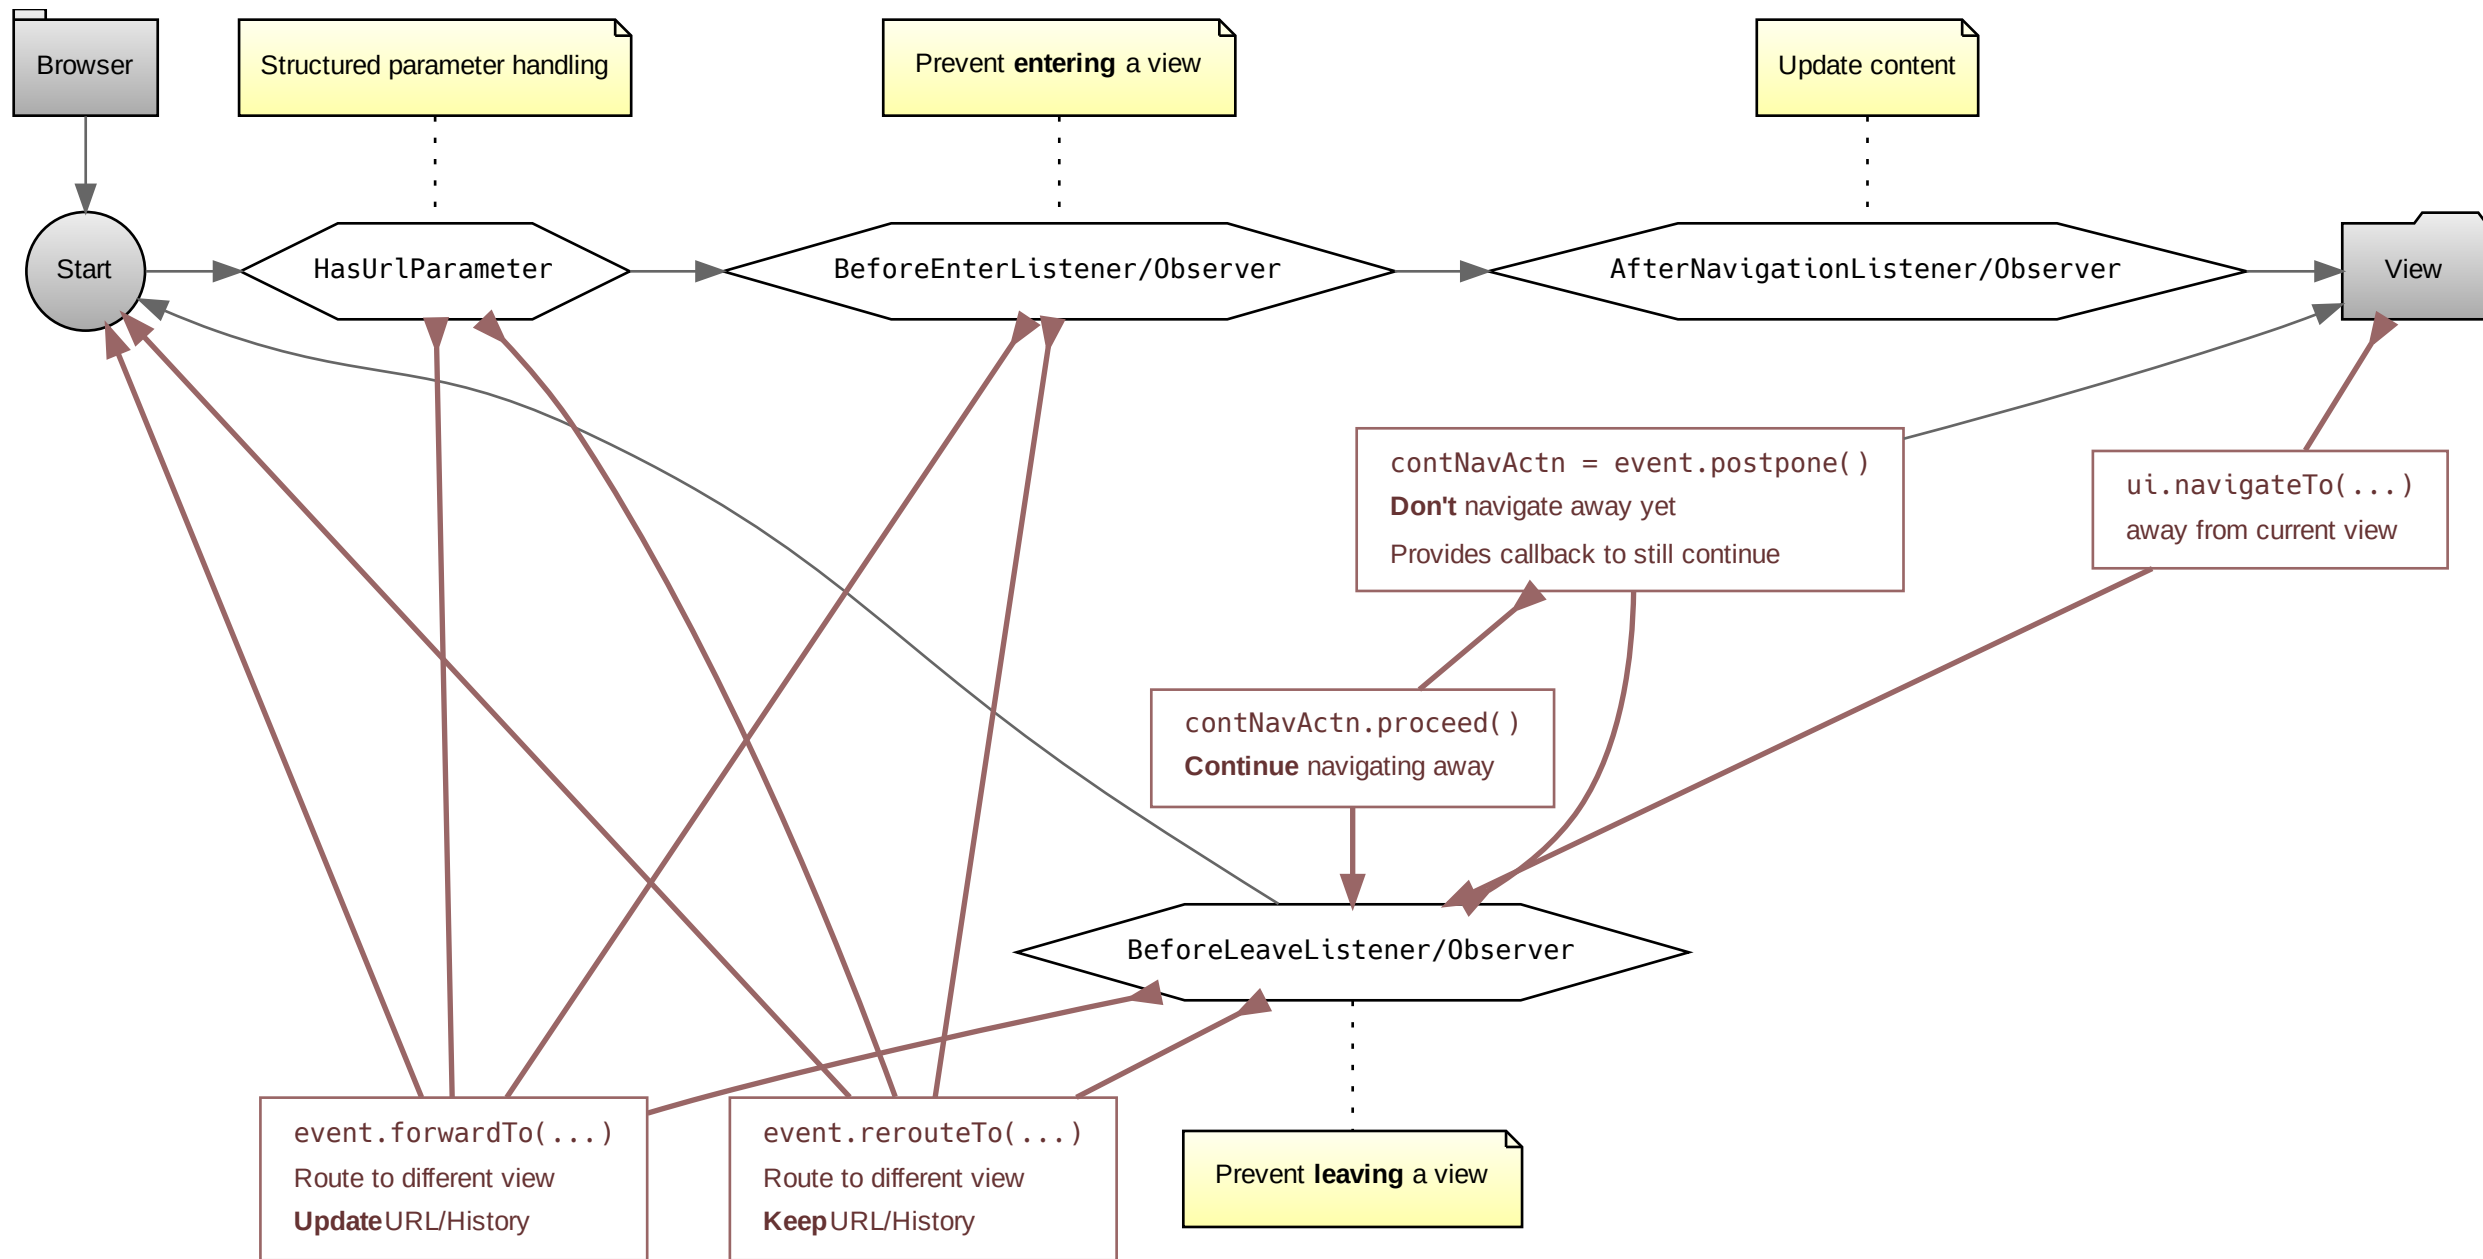 Browser
Structured parameter handling
Prevent entering a view
Update content
Start
HasUrlParameter
BeforeEnterListener/Observer
AfterNavigationListener/Observer
View
contNavActn = event.postpone()
Don't navigate away yet
Provides callback to still continue
ui.navigateTo(...)
away from current view
contNavActn.proceed()
Continue navigating away
BeforeLeaveListener/Observer
event.forwardTo(...)
Route to different view
Update URL/History
event.rerouteTo(...)
Route to different view
Keep URL/History
Prevent leaving a view